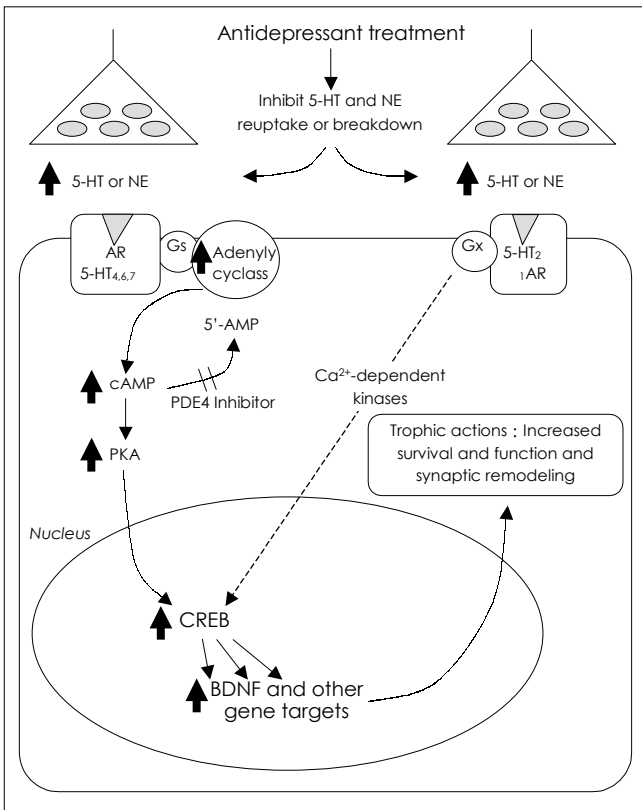 Antidepressant treatment
Inhibit 5-HT and NE
reuptake or breakdown
5-HT or NE
5-HT or NE
AR
5-HT4,6,7
Gs
Adenyly
cyclass
Gx
5-HT2
1AR
5'-AMP
cAMP
PDE4 Inhibitor
Ca2+-dependent
kinases
PKA
Trophic actions : Increased
survival and function and
synaptic remodeling
Nucleus
CREB
BDNF and other
gene targets